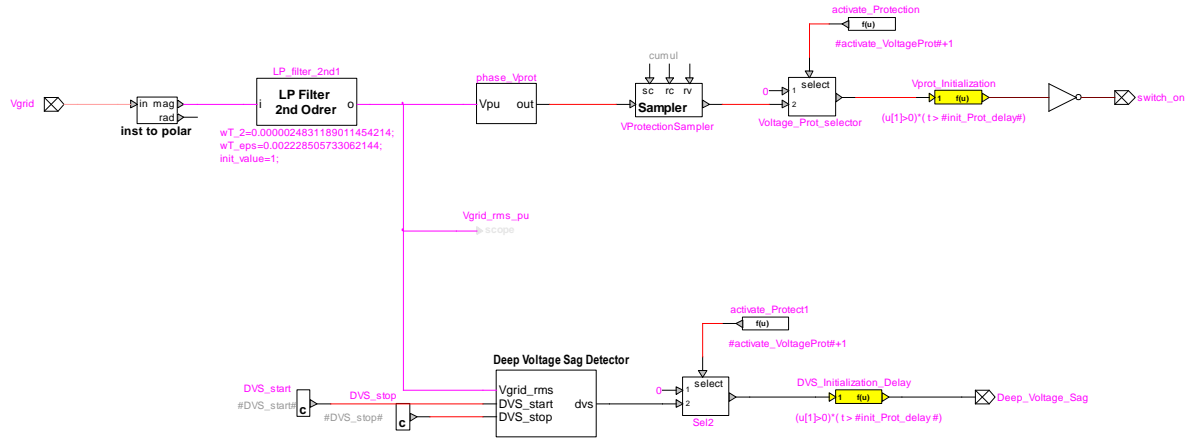 activate_Protection
f(u)
#activate_VoltageProt#+1
Vgrid
in mag
rad
inst to polar
LP_filter_2nd1
LP Filter
2nd Odrer
i
o
wT_2=0.0000024831189011454214;
wT_eps=0.002228505733062144;
init_value=1;
phase_Vprot
Vpu out
cumul
sc rc rv
Sampler
VProtectionSampler
select
0
1
2
Voltage_Prot_selector
Vprot_Initialization
1 f(u)
(u[1]>0)*( t > #init_Prot_delay#)
switch_on
Vgrid_rms_pu
scope
activate_Protect1
f(u)
#activate_VoltageProt#+1
Deep Voltage Sag Detector
DVS_start
#DVS_start#
c
DVS_stop
#DVS_stop#
c
Vgrid_rms
DVS_start
DVS_stop
dvs
select
0
1
2
Sel2
DVS_Initialization_Delay
1 f(u)
(u[1]>0)*( t > #init_Prot_delay #)
Deep_Voltage_Sag